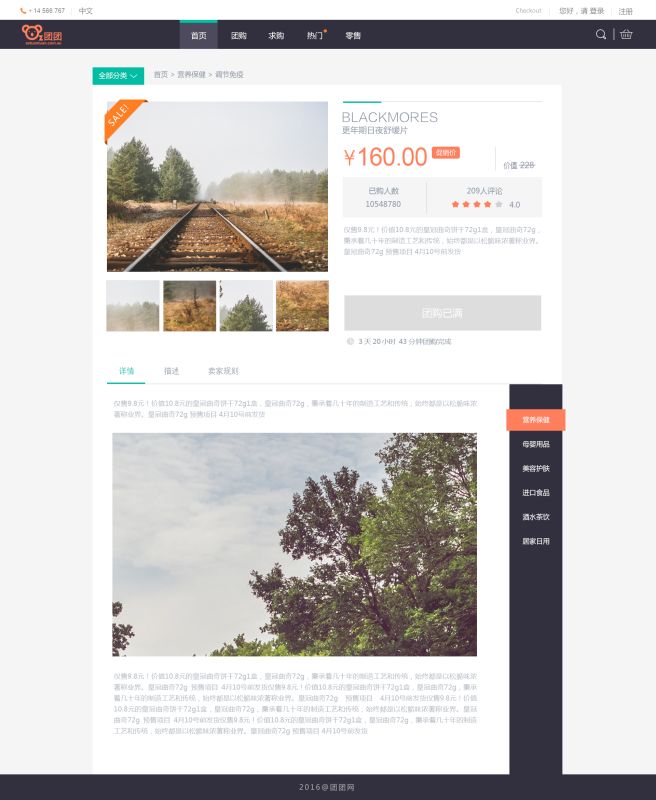 + 14 566 767
中文
Checkout
您好，请 登录
注册
团团
首页
团购
求购
热门
零售
全部分类
首页 > 营养保健 > 调节免疫
SALE!
BLACKMORES
更年期日夜舒缓片
¥160.00
促销价
价值 228
已购人数
10548780
209人评论
4.0
仅售9.8元！价值10.8元的皇冠曲奇饼干72g1盒，皇冠曲奇72g，
秉承着几十年的制造工艺和传统，始终都是以松脆味浓著称业界。
皇冠曲奇72g 预售项目 4月10号前发货
团购已满
3 天 20 小时 43 分钟团购完成
详情
描述
卖家规则
仅售9.8元！价值10.8元的皇冠曲奇饼干72g1盒，皇冠曲奇72g，秉承着几十年的制造工艺和传统，始终都是以松脆味浓
著称业界。皇冠曲奇72g 预售项目 4月10号前发货
营养保健
母婴用品
美容护肤
进口食品
酒水茶饮
居家日用
仅售9.8元！价值10.8元的皇冠曲奇饼干72g1盒，皇冠曲奇72g，秉承着几十年的制造工艺和传统，始终都是以松脆味浓
著称业界。皇冠曲奇72g 预售项目 4月10号前发货仅售9.8元！价值10.8元的皇冠曲奇饼干72g1盒，皇冠曲奇72g，秉承
着几十年的制造工艺和传统，始终都是以松脆味浓著称业界。皇冠曲奇72g 预售项目 4月10号前发货仅售9.8元！价值
10.8元的皇冠曲奇饼干72g1盒，皇冠曲奇72g，秉承着几十年的制造工艺和传统，始终都是以松脆味浓著称业界。皇冠
曲奇72g 预售项目 4月10号前发货仅售9.8元！价值10.8元的皇冠曲奇饼干72g1盒，皇冠曲奇72g，秉承着几十年的制造
工艺和传统，始终都是以松脆味浓著称业界。皇冠曲奇72g 预售项目 4月10号前发货
2016@团团网